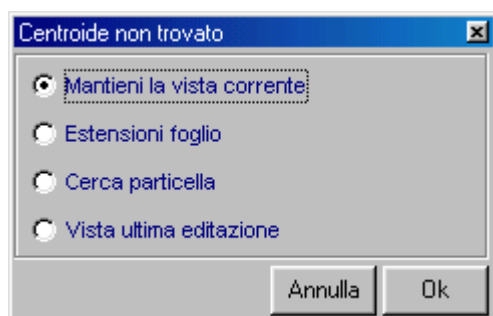 Centroide non trovato
Mantieni la vista corrente
Estensioni foglio
Cerca particella
Vista ultima editazione
Annulla Ok